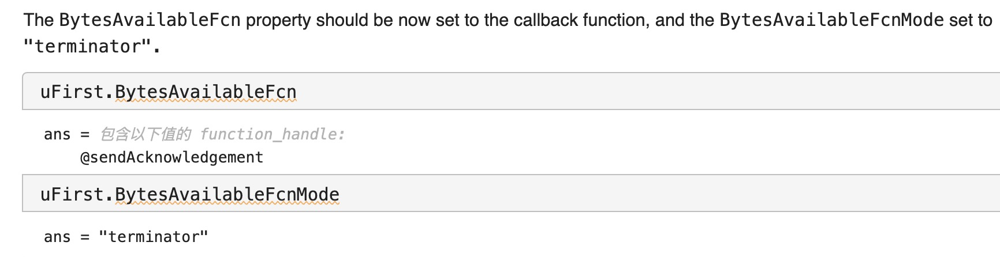 The BytesAvailableFcn property should be now set to the callback function, and the BytesAvailableFcnMode set to
"terminator".
uFirst.BytesAvailableFcn
ans = 包含以下值的 function_handle:
@sendAcknowledgement
uFirst.BytesAvailableFcnMode
ans = "terminator"